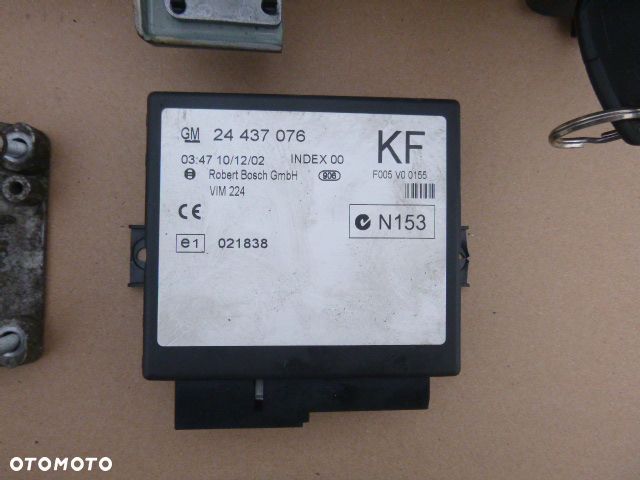 GM 24 437 076
KF
03:47 10/12/02 INDEX 00
F005 V0 0155
Robert Bosch GmbH 906
VIM 224
CE
N153
e1 021838
OTOMOTO